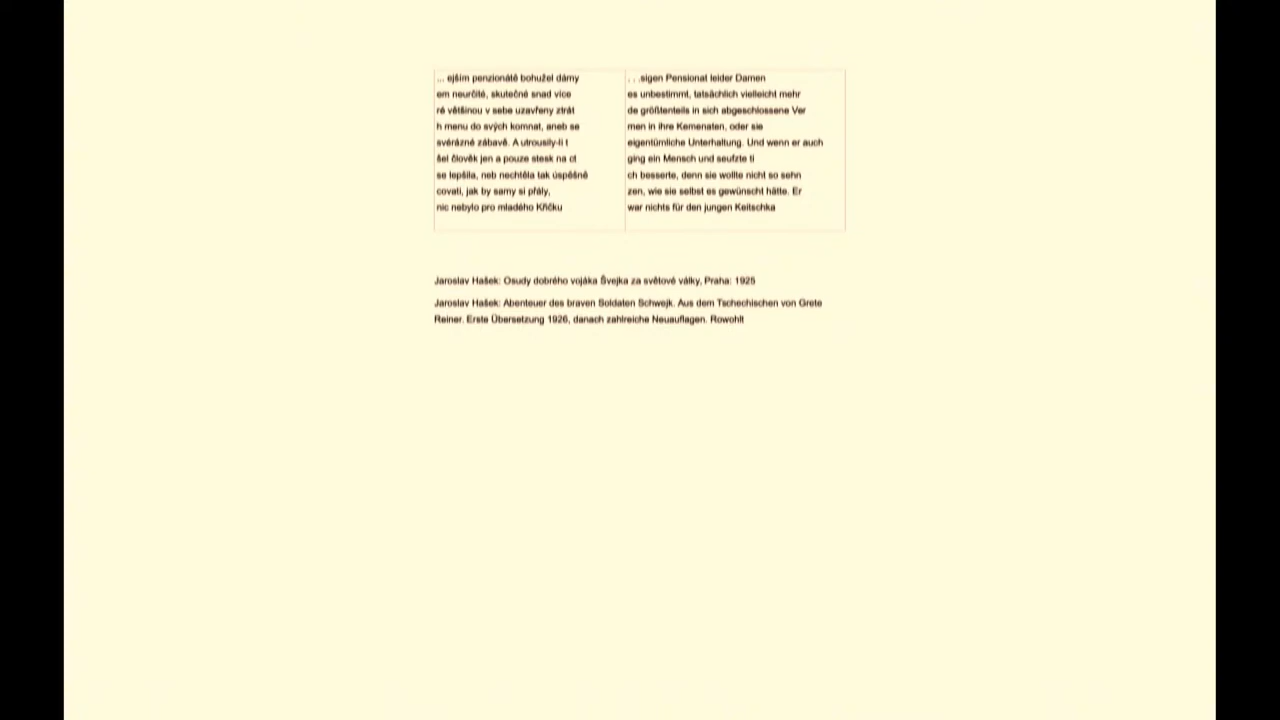 ... ejším penzionátě bohužel dámy
em neurčité, skutečně snad více
ré většinou v sebe uzavřeny ztrát
h menu do svých komnat, aneb se
svérázné zábavě. A utrousily-li t
šel člověk jen a pouze stesk na ct
se lepšila, neb nechtěla tak úspěšně
covati, jak by samy si přály,
nic nebylo pro mladého Křičku
. . .sigen Pensionat leider Damen
es unbestimmt, tatsächlich vielleicht mehr
de größtenteils in sich abgeschlossene Ver
men in ihre Kemenaten, oder sie
eigentümliche Unterhaltung. Und wenn er auch
ging ein Mensch und seufzte ti
ch besserte, denn sie wollte nicht so sehn
zen, wie sie selbst es gewünscht hätte. Er
war nichts für den jungen Keitschka
Jaroslav Hašek: Osudy dobrého vojáka Švejka za světové války, Praha: 1925
Jaroslav Hašek: Abenteuer des braven Soldaten Schwejk. Aus dem Tschechischen von Grete
Reiner. Erste Übersetzung 1926, danach zahlreiche Neuauflagen. Rowohlt